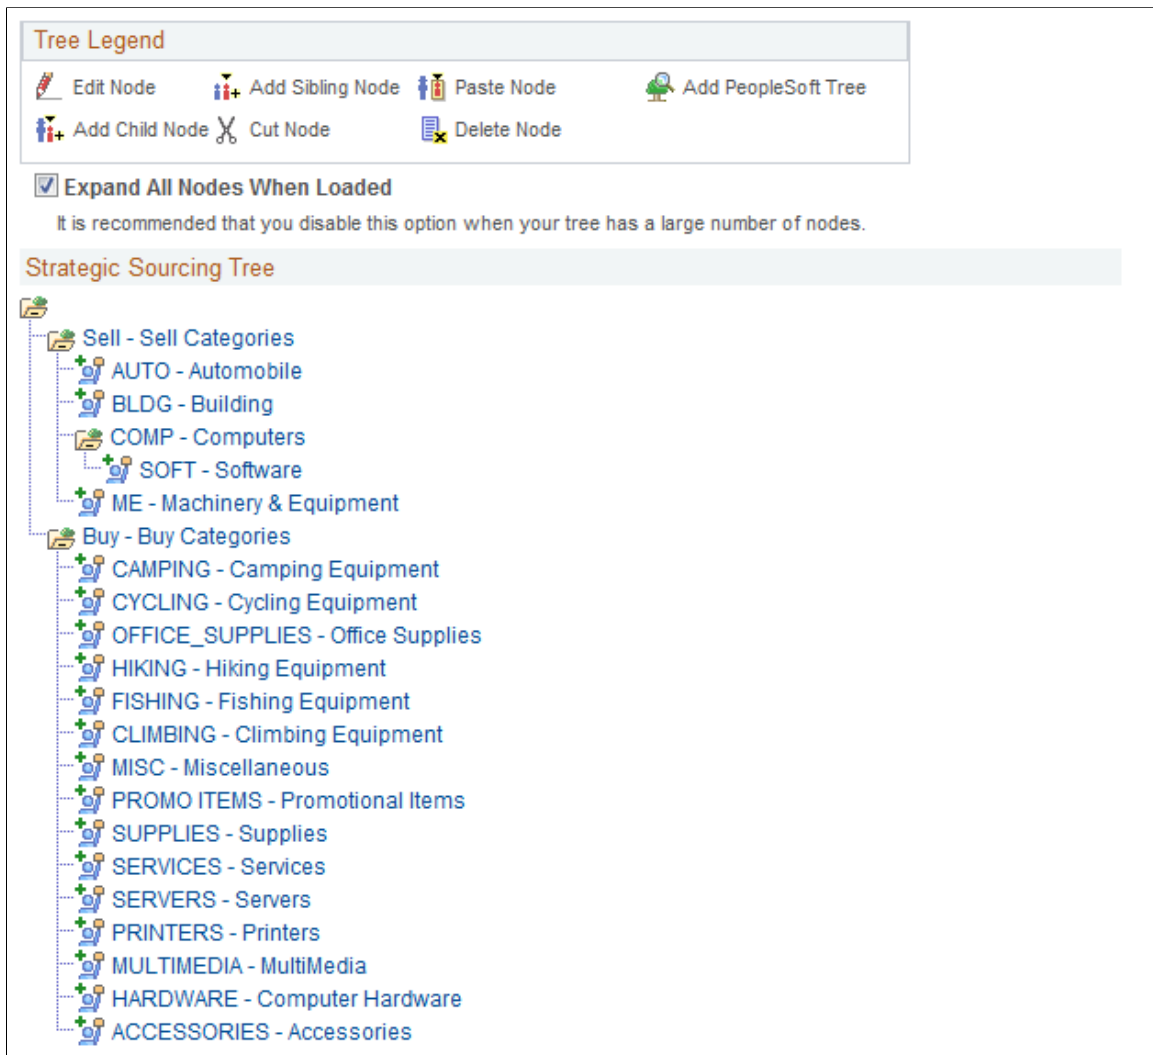 Tree Legend
Edit Node Add Sibling Node Paste Node Add PeopleSoft Tree
Add Child Node Cut Node Delete Node
Expand All Nodes When Loaded
It is recommended that you disable this option when your tree has a large number of nodes.
Strategic Sourcing Tree
Sell - Sell Categories
AUTO - Automobile
BLDG - Building
COMP - Computers
SOFT - Software
ME - Machinery & Equipment
Buy - Buy Categories
CAMPING - Camping Equipment
CYCLING - Cycling Equipment
OFFICE_SUPPLIES - Office Supplies
HIKING - Hiking Equipment
FISHING - Fishing Equipment
CLIMBING - Climbing Equipment
MISC - Miscellaneous
PROMO ITEMS - Promotional Items
SUPPLIES - Supplies
SERVICES - Services
SERVERS - Servers
PRINTERS - Printers
MULTIMEDIA - MultiMedia
HARDWARE - Computer Hardware
ACCESSORIES - Accessories